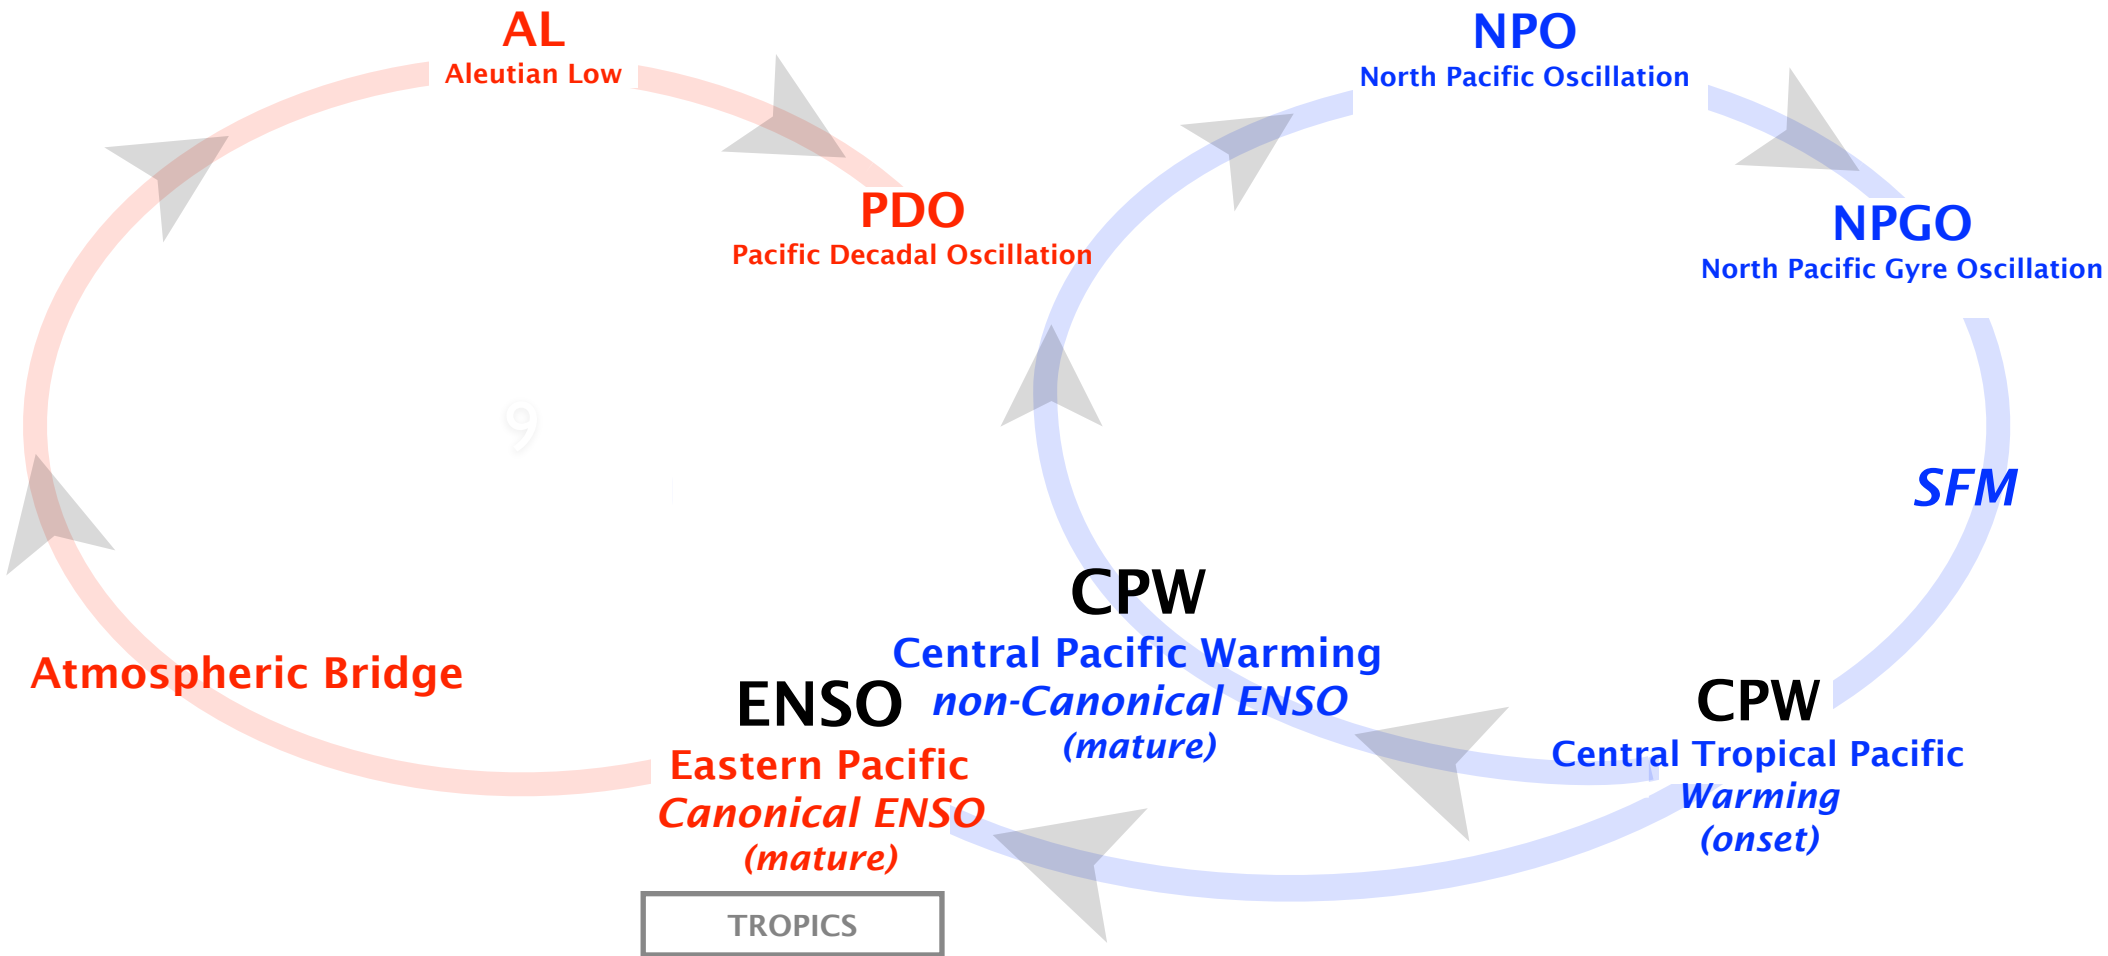 AL
Aleutian Low
NPO
North Pacific Oscillation
PDO
Pacific Decadal Oscillation
NPGO
North Pacific Gyre Oscillation
9
SFM
Atmospheric Bridge
CPW
Central Pacific Warming
non-Canonical ENSO
(mature)
ENSO
Eastern Pacific
Canonical ENSO
(mature)
CPW
Central Tropical Pacific
Warming
(onset)
TROPICS